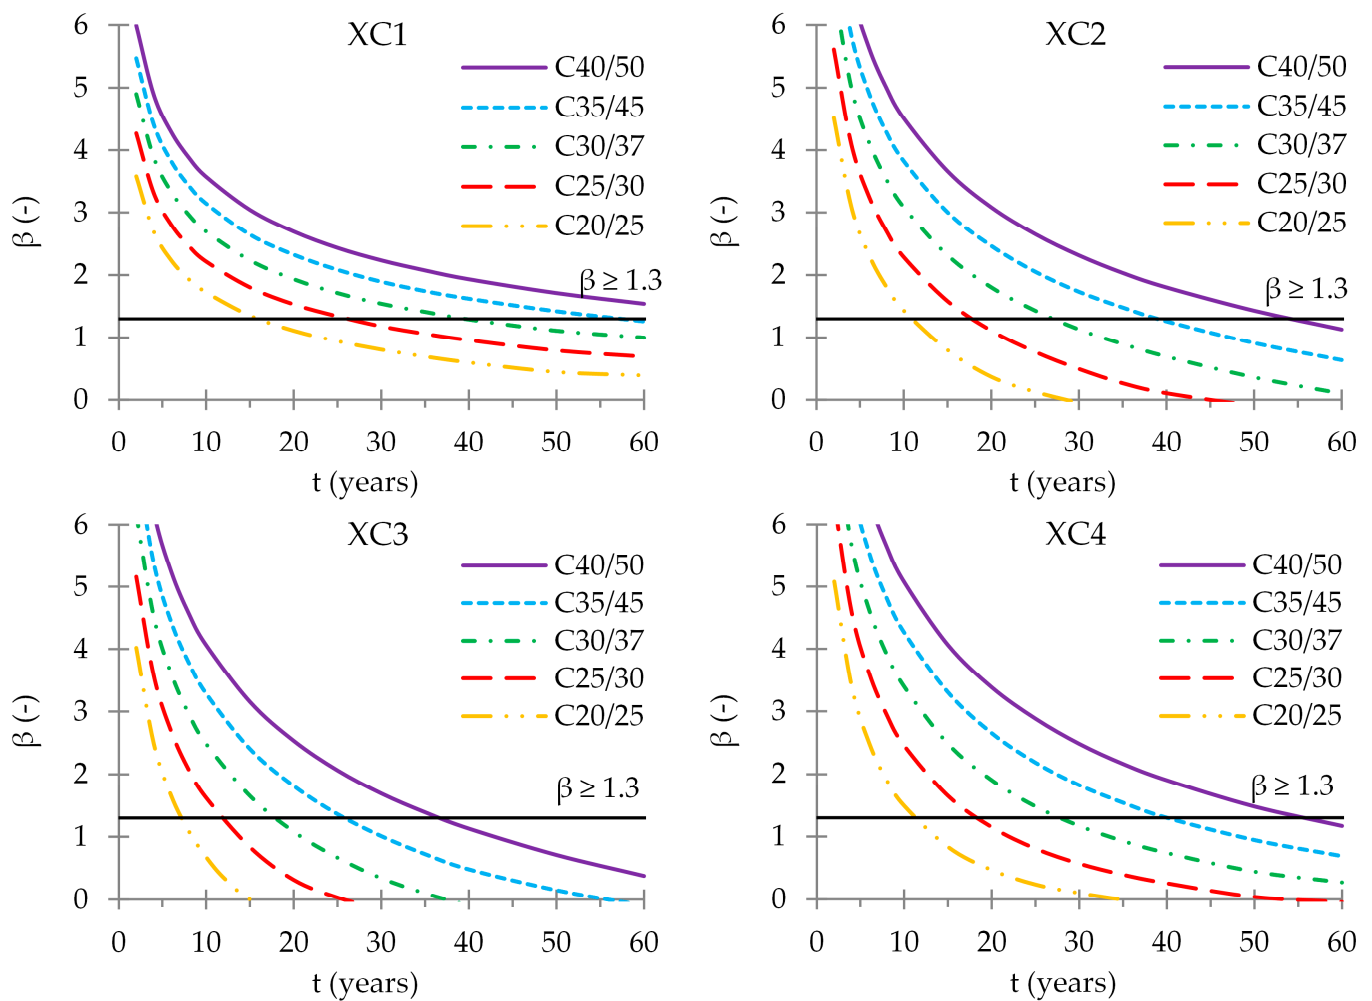 XC1
6
5
4
3
2
1
0
β (-)
C40/50
C35/45
C30/37
C25/30
C20/25
β ≥ 1.3
0 10 20 30 40 50 60
t (years)
XC2
6
5
4
3
2
1
0
β (-)
C40/50
C35/45
C30/37
C25/30
C20/25
β ≥ 1.3
0 10 20 30 40 50 60
t (years)
XC3
6
5
4
3
2
1
0
β (-)
C40/50
C35/45
C30/37
C25/30
C20/25
β ≥ 1.3
0 10 20 30 40 50 60
t (years)
XC4
6
5
4
3
2
1
0
β (-)
C40/50
C35/45
C30/37
C25/30
C20/25
β ≥ 1.3
0 10 20 30 40 50 60
t (years)